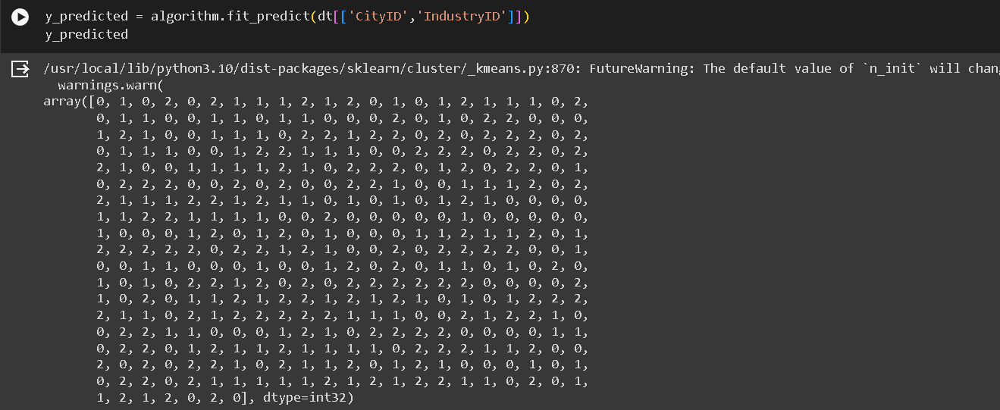 y_predicted = algorithm.fit_predict(dt[['CityID','IndustryID']])
y_predicted
/usr/local/lib/python3.10/dist-packages/sklearn/cluster/_kmeans.py:870: FutureWarning: The default value of `n_init` will chan
warnings.warn(
array([0, 1, 0, 2, 0, 2, 1, 1, 1, 2, 1, 2, 0, 1, 0, 1, 2, 1, 1, 1, 0, 2,
0, 1, 1, 0, 0, 1, 1, 0, 1, 1, 0, 0, 0, 2, 0, 1, 0, 2, 2, 0, 0, 0,
1, 2, 1, 0, 0, 1, 1, 1, 0, 2, 2, 1, 2, 2, 0, 2, 0, 2, 2, 2, 0, 2,
0, 1, 1, 1, 0, 0, 1, 2, 2, 1, 1, 1, 0, 0, 2, 2, 2, 0, 2, 2, 0, 2,
2, 1, 0, 0, 1, 1, 1, 1, 2, 1, 0, 2, 2, 2, 0, 1, 2, 0, 2, 2, 0, 1,
0, 2, 2, 2, 0, 0, 2, 0, 2, 0, 0, 2, 2, 1, 0, 0, 1, 1, 1, 2, 0, 2,
2, 1, 1, 1, 2, 2, 1, 2, 1, 1, 0, 1, 0, 1, 0, 1, 2, 1, 0, 0, 0, 0,
1, 1, 2, 2, 1, 1, 1, 1, 0, 0, 2, 0, 0, 0, 0, 0, 1, 0, 0, 0, 0, 0,
1, 0, 0, 0, 1, 2, 0, 1, 2, 0, 1, 0, 0, 0, 1, 1, 2, 1, 1, 2, 0, 1,
2, 2, 2, 2, 2, 0, 2, 2, 1, 2, 1, 0, 0, 2, 0, 2, 2, 2, 2, 0, 0, 1,
0, 0, 1, 1, 0, 0, 0, 1, 0, 0, 1, 2, 0, 2, 0, 1, 1, 0, 1, 0, 2, 0,
1, 0, 1, 0, 2, 2, 1, 2, 0, 2, 0, 2, 2, 2, 2, 2, 2, 0, 0, 0, 0, 2,
1, 0, 2, 0, 1, 1, 2, 1, 2, 2, 1, 2, 1, 2, 1, 0, 1, 0, 1, 2, 2, 2,
2, 1, 1, 0, 2, 1, 2, 2, 2, 2, 2, 1, 1, 1, 0, 0, 2, 1, 2, 2, 1, 0,
0, 2, 2, 1, 1, 0, 0, 0, 1, 2, 1, 0, 2, 2, 2, 2, 0, 0, 0, 0, 1, 1,
0, 2, 2, 0, 1, 2, 1, 1, 2, 1, 1, 1, 1, 0, 2, 2, 2, 1, 1, 2, 0, 0,
2, 0, 2, 0, 2, 2, 1, 0, 2, 1, 1, 2, 0, 1, 2, 1, 0, 0, 0, 1, 0, 1,
0, 2, 2, 0, 2, 1, 1, 1, 1, 1, 2, 1, 2, 1, 2, 2, 1, 1, 0, 2, 0, 1,
1, 2, 1, 2, 0, 2, 0], dtype=int32)